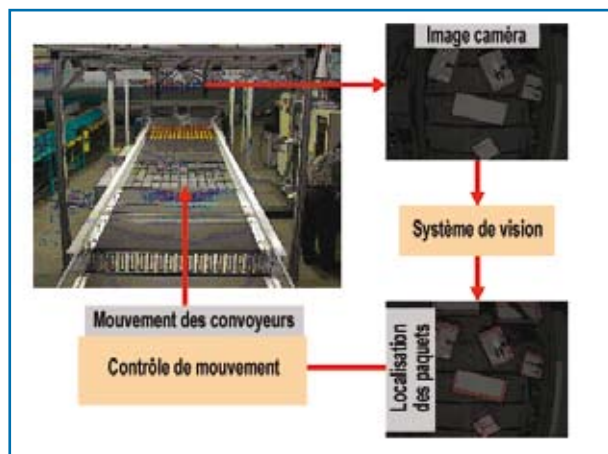 Image caméra
Système de vision
Mouvement des convoyeurs
Contrôle de mouvement
Localisation
des paquets